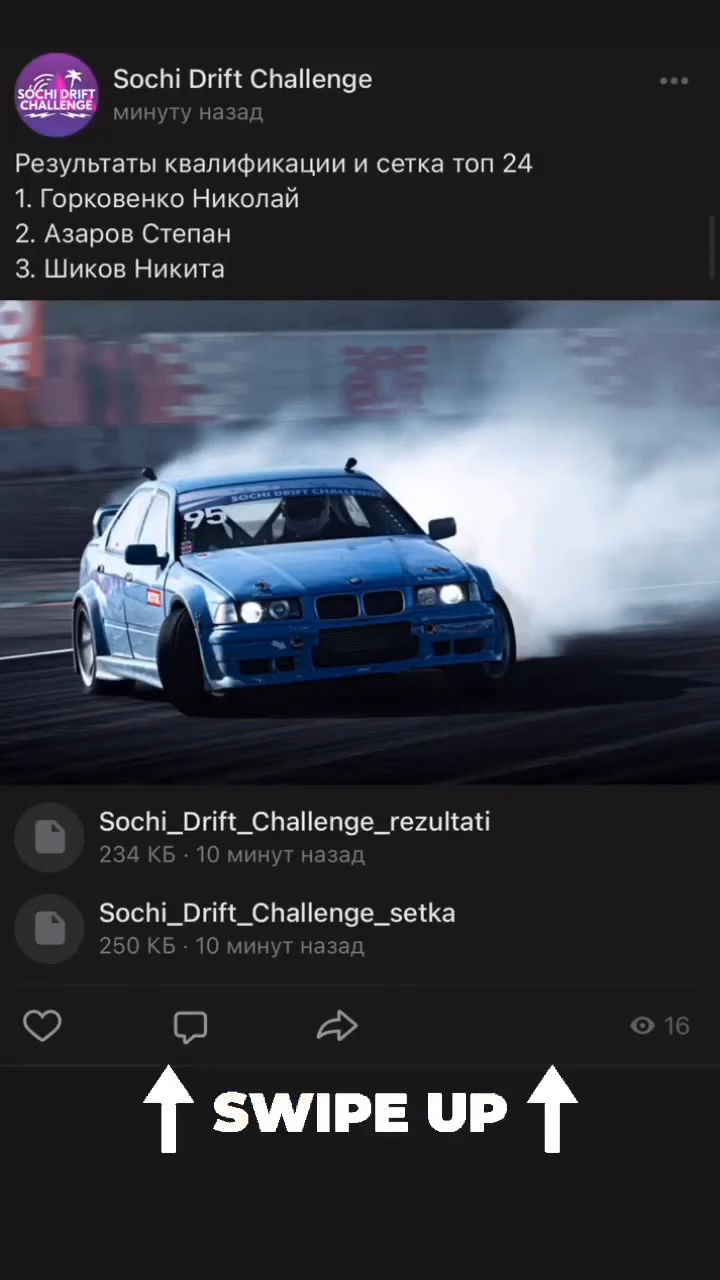 SOCHI DRIFT
CHALLENGE
Sochi Drift Challenge
минуту назад
Результаты квалификации и сетка топ 24
1. Горковенко Николай
2. Азаров Степан
3. Шиков Никита
SOCHI DRIFT CHALLENGE
95
Sochi_Drift_Challenge_rezultati
234 КБ · 10 минут назад
Sochi_Drift_Challenge_setka
250 КБ · 10 минут назад
16
SWIPE UP